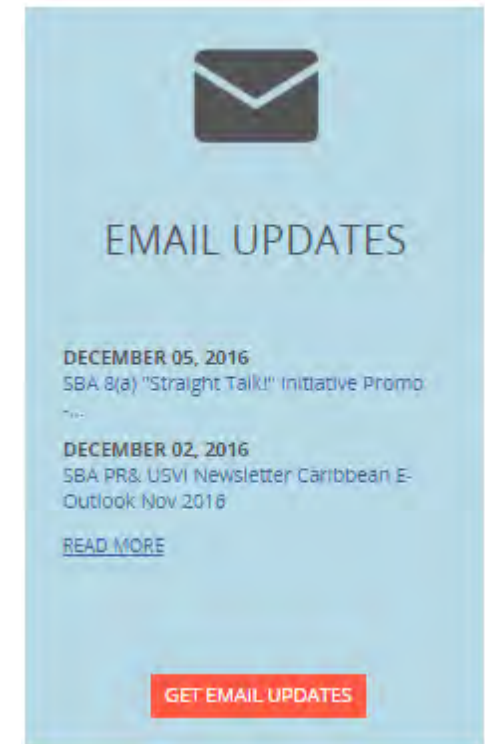 EMAIL UPDATES
DECEMBER 05, 2016
SBA 8(a) "Straight Talk!" Initiative Promo
-...
DECEMBER 02, 2016
SBA PR& USVI Newsletter Caribbean E-
Outlook Nov 2016
READ MORE
GET EMAIL UPDATES